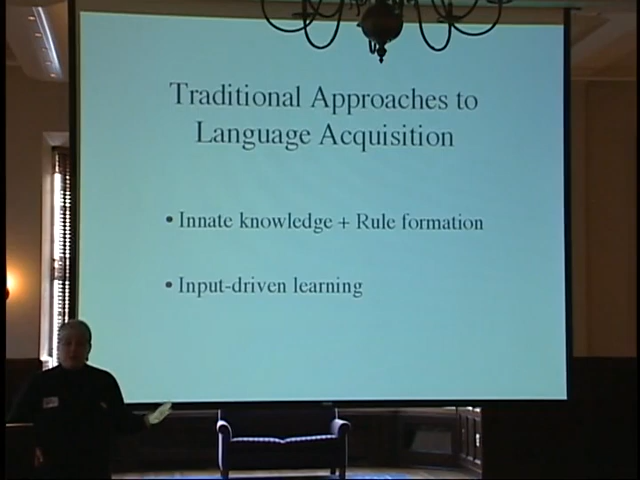 Traditional Approaches to
Language Acquisition
• Innate knowledge + Rule formation
• Input-driven learning